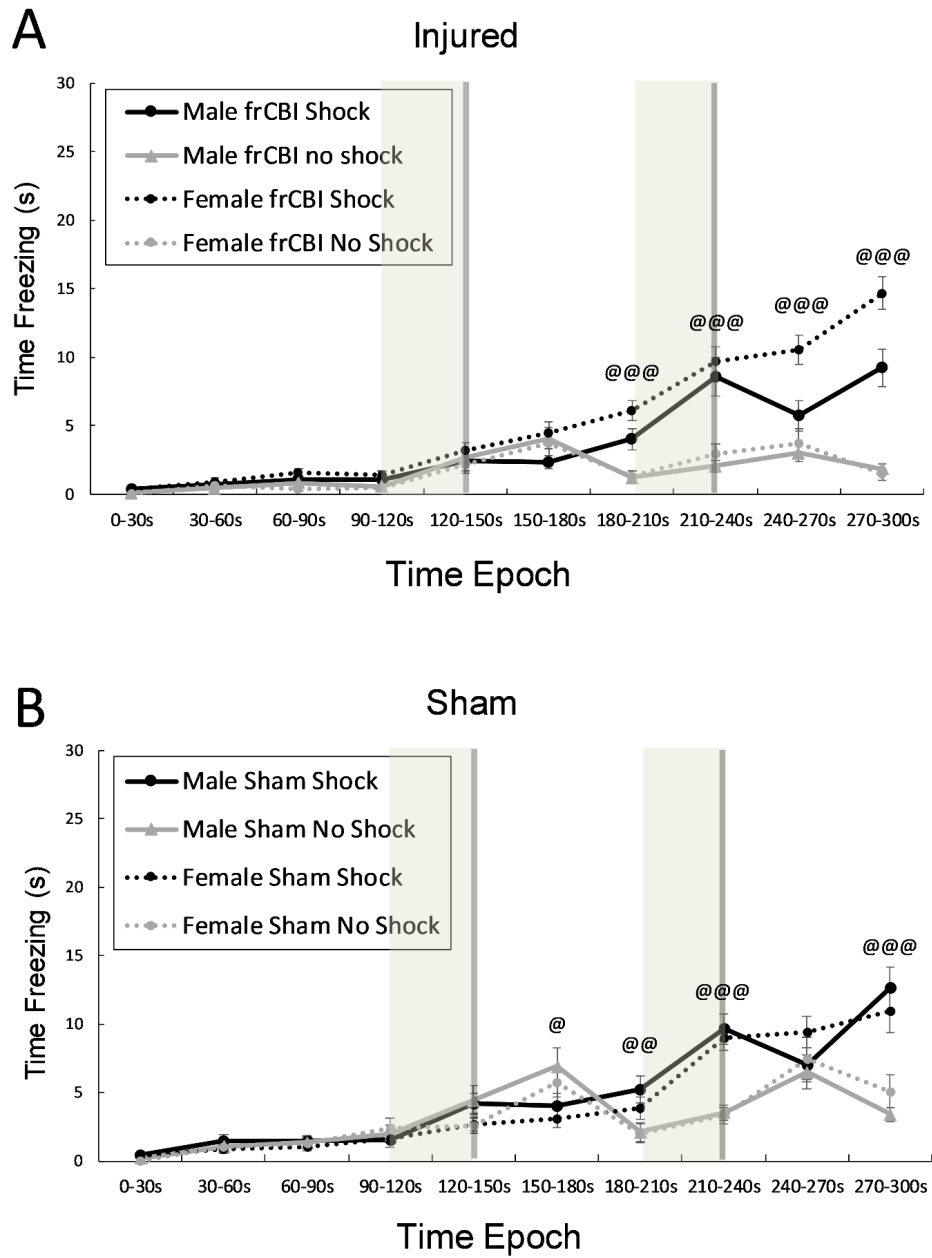 A
Injured
30
25
20
15
10
5
0
Time Freezing (s)
Male frCBI Shock
Male frCBI no shock
Female frCBI Shock
Female frCBI No Shock
@@@
@@@
@@@
@@@
0-30s 30-60s 60-90s 90-120s 120-150s 150-180s 180-210s 210-240s 240-270s 270-300s
Time Epoch
B
Sham
30
25
20
15
10
5
0
Time Freezing (s)
Male Sham Shock
Male Sham No Shock
Female Sham Shock
Female Sham No Shock
@
@@
@@@
@@@
0-30s 30-60s 60-90s 90-120s 120-150s 150-180s 180-210s 210-240s 240-270s 270-300s
Time Epoch